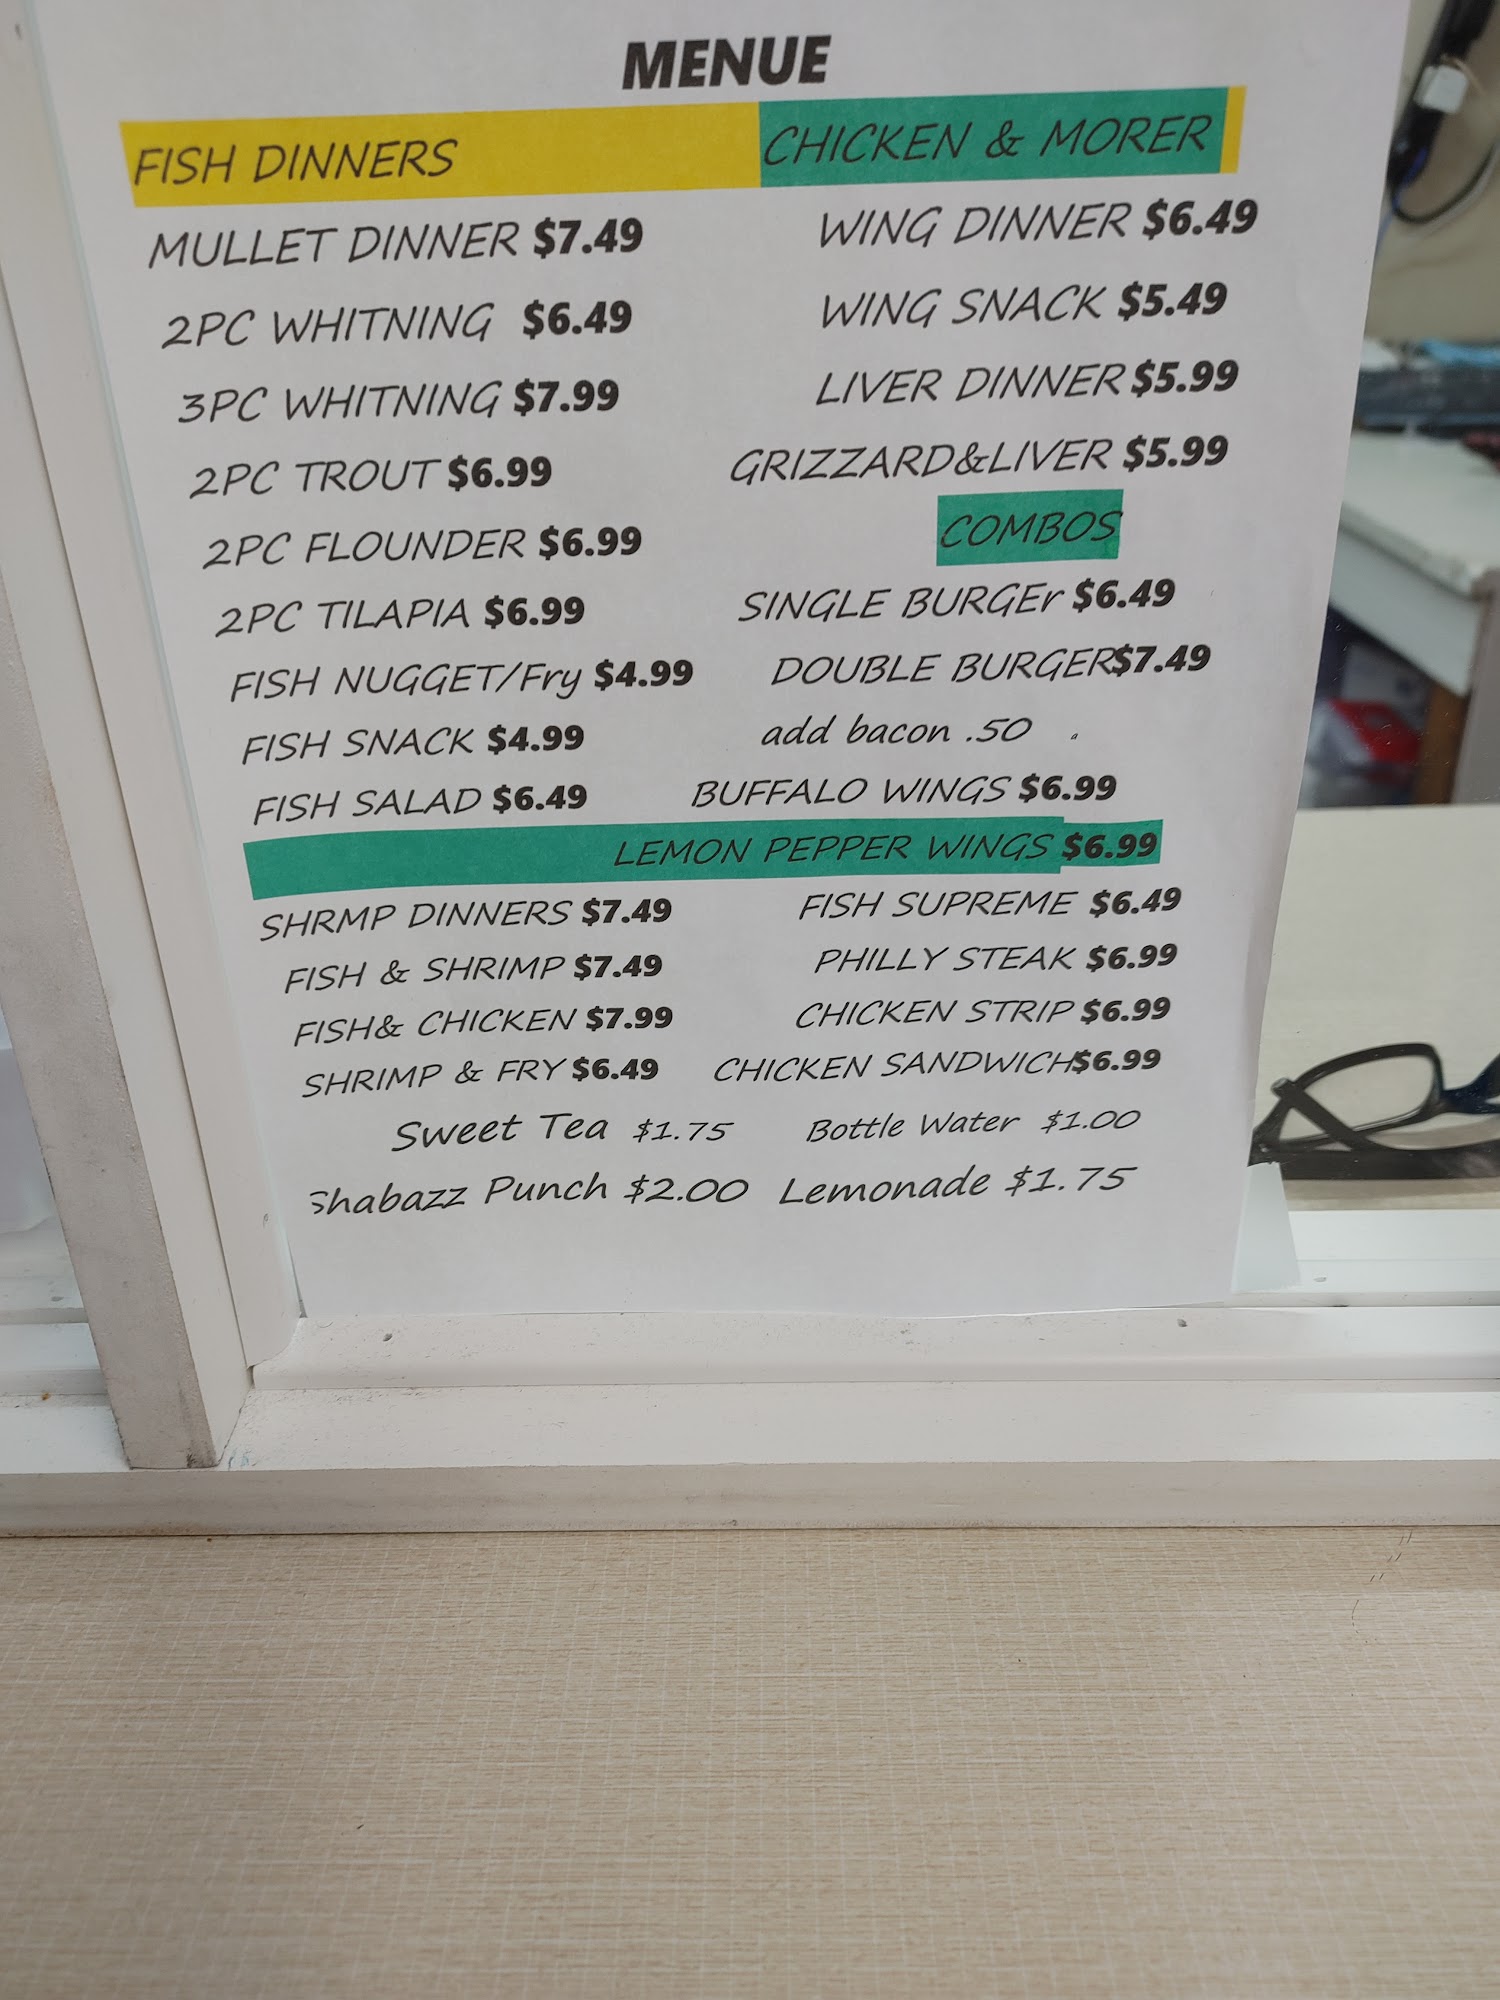 MENUE
FISH DINNERS CHICKEN & MORER
MULLET DINNER $7.49 WING DINNER $6.49
2PC WHITNING $6.49 WING SNACK $5.49
3PC WHITNING $7.99 LIVER DINNER $5.99
2PC TROUT $6.99 GRIZZARD&LIVER $5.99
2PC FLOUNDER $6.99 COMBOS
2PC TILAPIA $6.99 SINGLE BURGEr $6.49
FISH NUGGET/Fry $4.99 DOUBLE BURGER$7.49
FISH SNACK $4.99 add bacon .50
FISH SALAD $6.49 BUFFALO WINGS $6.99
LEMON PEPPER WINGS $6.99
SHRMP DINNERS $7.49 FISH SUPREME $6.49
FISH & SHRIMP $7.49 PHILLY STEAK $6.99
FISH& CHICKEN $7.99 CHICKEN STRIP $6.99
SHRIMP & FRY $6.49 CHICKEN SANDWICH$6.99
Sweet Tea $1.75 Bottle Water $1.00
Shabazz Punch $2.00 Lemonade $1.75